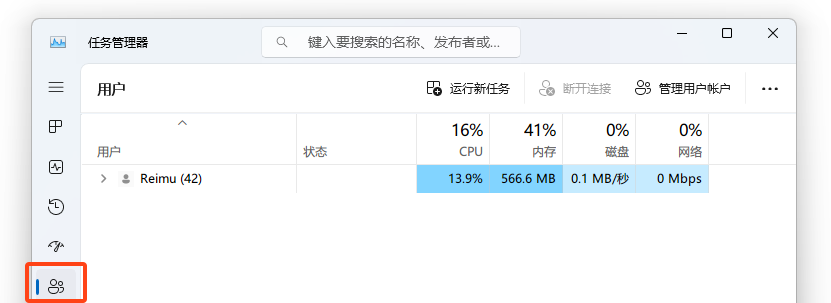 任务管理器
键入要搜索的名称、发布者或...
用户
运行新任务
断开连接
管理用户帐户
16% 41% 0% 0%
用户 状态 CPU 内存 磁盘 网络
Reimu (42) 13.9% 566.6 MB 0.1 MB/秒 0 Mbps